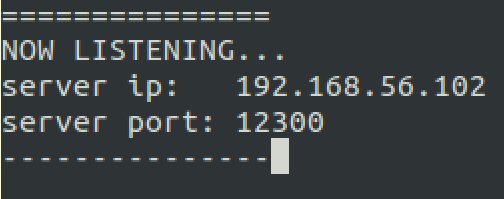 ===============
NOW LISTENING...
server ip:   192.168.56.102
server port: 12300
---------------